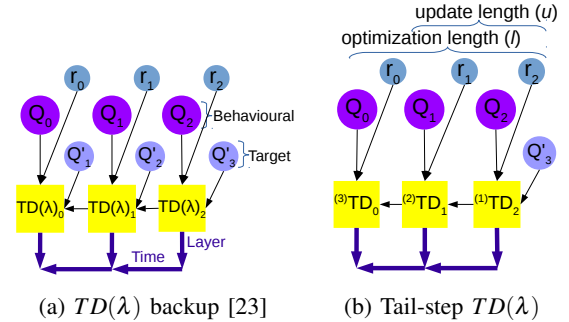 update length (u)
optimization length (l)
r0 r1 r2
Q0 Q1 Q2 Behavioural
Q'1 Q'2 Q'3 Target
TD(λ)0 TD(λ)1 TD(λ)2
Layer
Time
r0 r1 r2
Q0 Q1 Q2
Q'3
(3)TD0 (2)TD1 (1)TD2
(a) TD(λ) backup [23]
(b) Tail-step TD(λ)